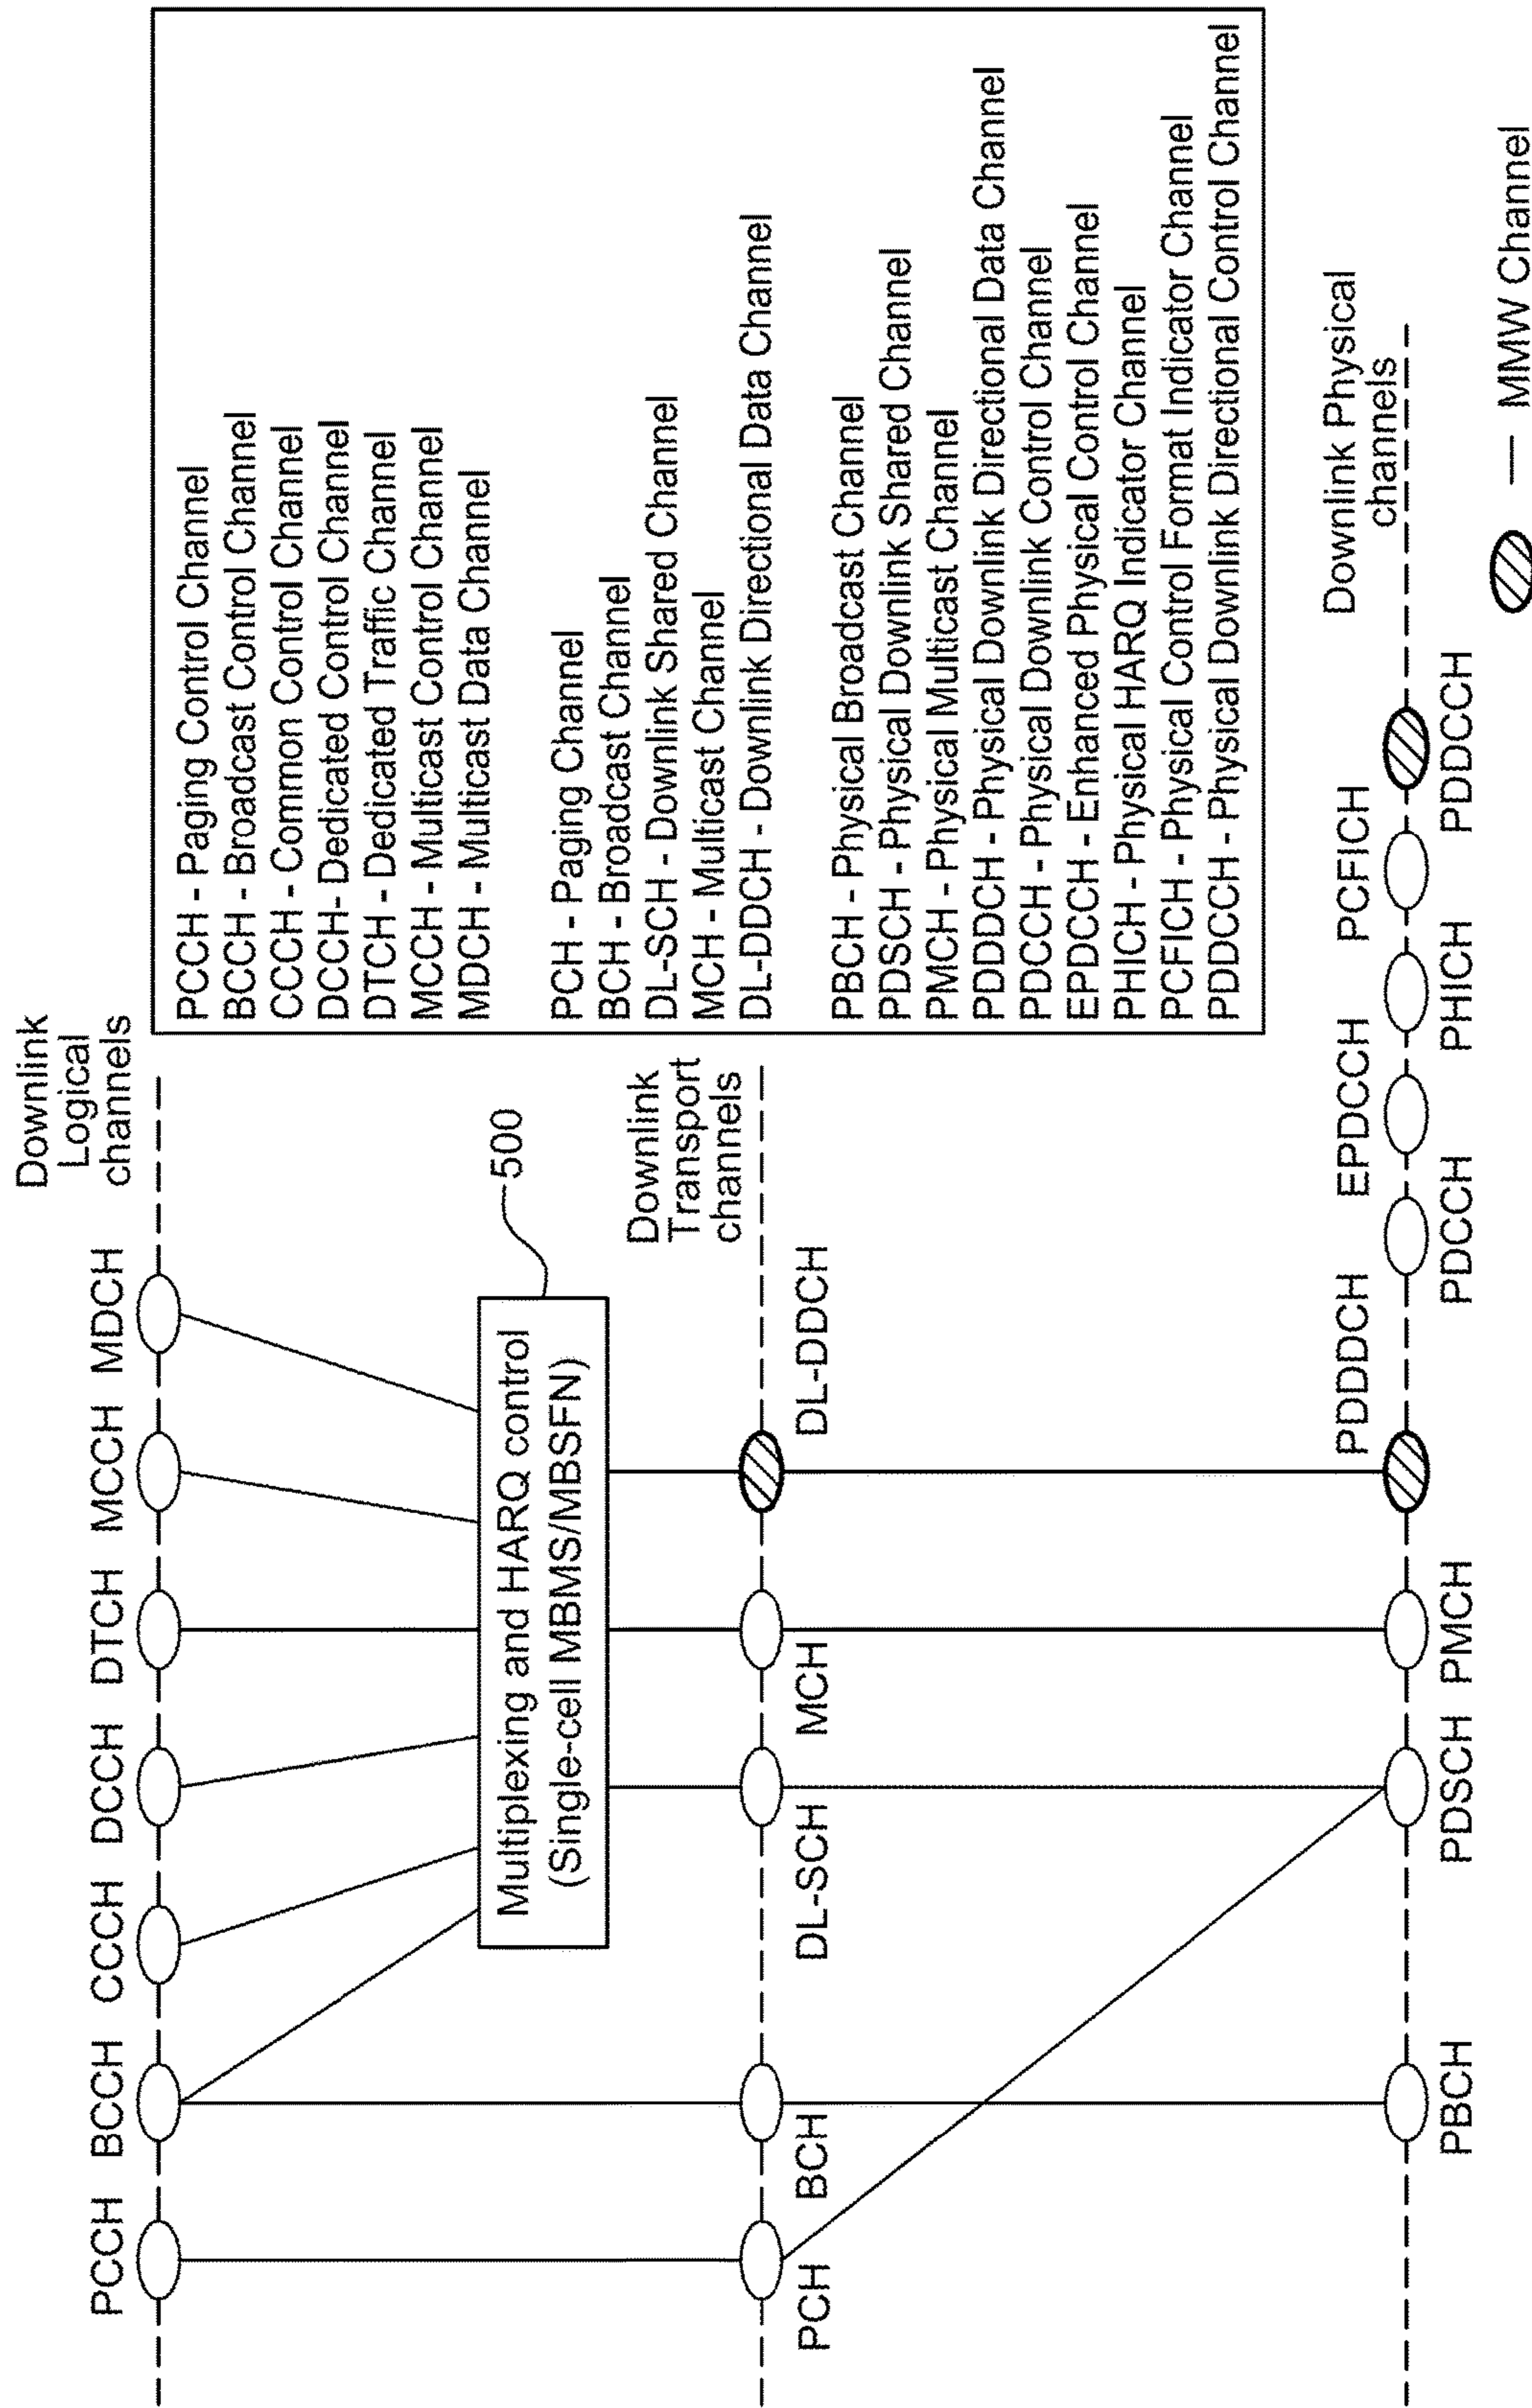 Downlink
Logical
channels
PCCH
BCCH
CCCH
DCCH
DTCH
MCCH
MDCH
500
Multiplexing and HARQ control
(Single-cell MBMS/MBSFN)
Downlink
Transport
channels
PCH
BCH
DL-SCH
MCH
DL-DDCH
Downlink Physical
channels
PBCH
PDSCH
PMCH
PDDDCH
PDCCH
EPDCCH
PHICH
PCFICH
PDDCCH
— MMW Channel
PCCH - Paging Control Channel
BCCH - Broadcast Control Channel
CCCH - Common Control Channel
DCCH- Dedicated Control Channel
DTCH - Dedicated Traffic Channel
MCCH - Multicast Control Channel
MDCH - Multicast Data Channel
PCH - Paging Channel
BCH - Broadcast Channel
DL-SCH - Downlink Shared Channel
MCH - Multicast Channel
DL-DDCH - Downlink Directional Data Channel
PBCH - Physical Broadcast Channel
PDSCH - Physical Downlink Shared Channel
PMCH - Physical Multicast Channel
PDDDCH - Physical Downlink Directional Data Channel
PDCCH - Physical Downlink Control Channel
EPDCCH - Enhanced Physical Control Channel
PHICH - Physical HARQ Indicator Channel
PCFICH - Physical Control Format Indicator Channel
PDDCCH - Physical Downlink Directional Control Channel